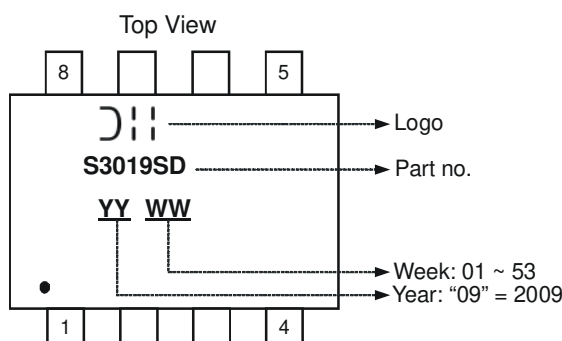 Top View
8 5
Logo
S3019SD Part no.
YY WW
Week: 01 ~ 53
Year: “09” = 2009
1 4